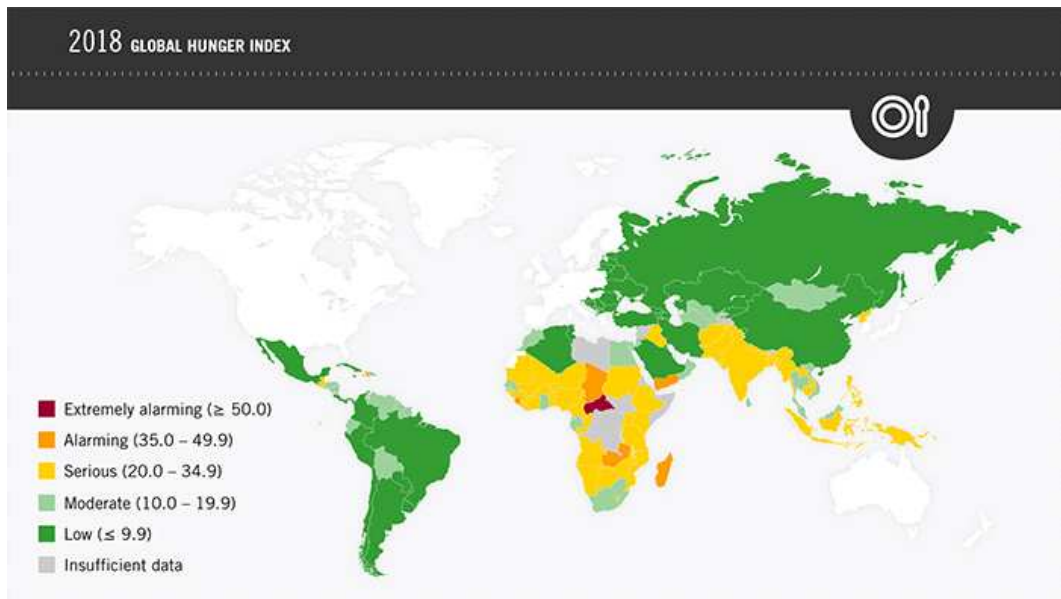 2018 GLOBAL HUNGER INDEX
Extremely alarming (≥ 50.0)
Alarming (35.0 – 49.9)
Serious (20.0 – 34.9)
Moderate (10.0 – 19.9)
Low (≤ 9.9)
Insufficient data